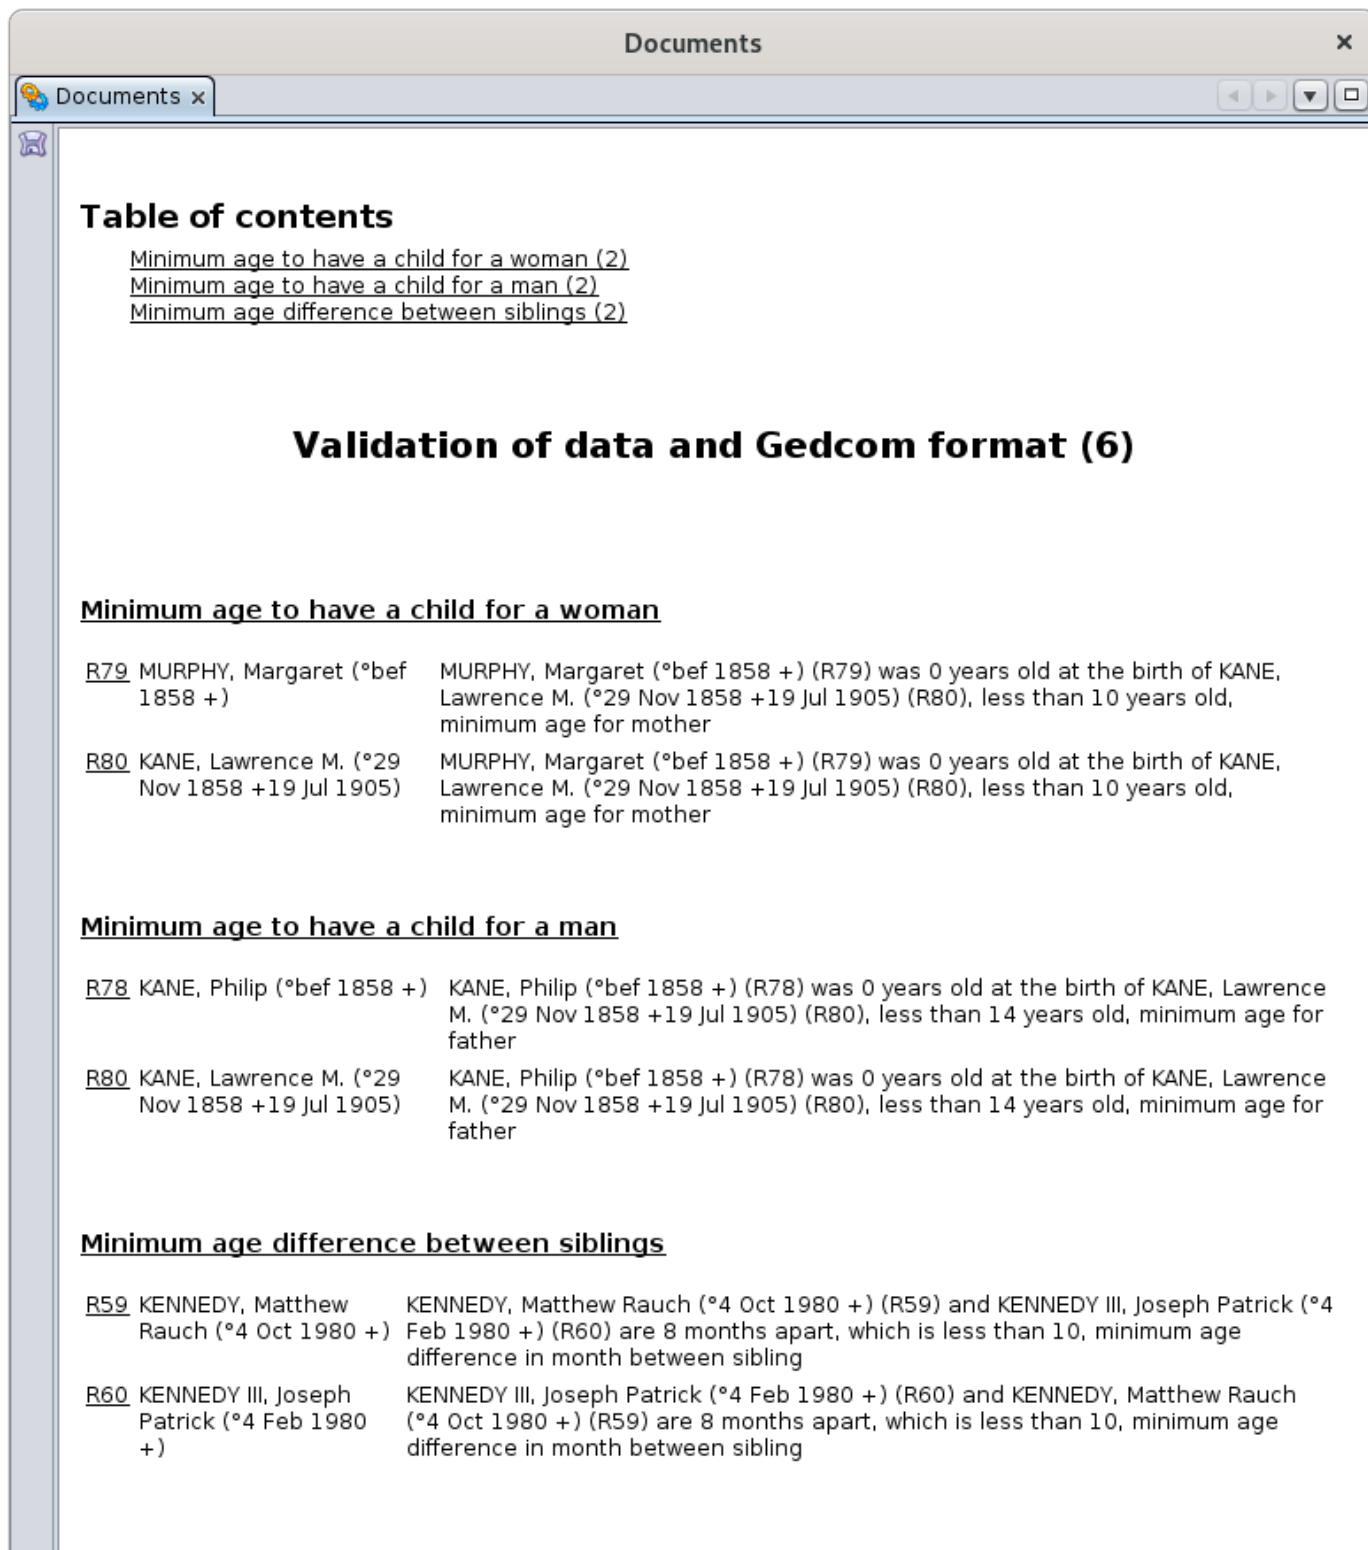 Documents
Documents
Table of contents
Minimum age to have a child for a woman (2)
Minimum age to have a child for a man (2)
Minimum age difference between siblings (2)
Validation of data and Gedcom format (6)
Minimum age to have a child for a woman
R79 MURPHY, Margaret (°bef MURPHY, Margaret (°bef 1858 +) (R79) was 0 years old at the birth of KANE,
1858 +) Lawrence M. (°29 Nov 1858 +19 Jul 1905) (R80), less than 10 years old,
minimum age for mother
R80 KANE, Lawrence M. (°29 MURPHY, Margaret (°bef 1858 +) (R79) was 0 years old at the birth of KANE,
Nov 1858 +19 Jul 1905) Lawrence M. (°29 Nov 1858 +19 Jul 1905) (R80), less than 10 years old,
minimum age for mother
Minimum age to have a child for a man
R78 KANE, Philip (°bef 1858 +) KANE, Philip (°bef 1858 +) (R78) was 0 years old at the birth of KANE, Lawrence
M. (°29 Nov 1858 +19 Jul 1905) (R80), less than 14 years old, minimum age for
father
R80 KANE, Lawrence M. (°29 KANE, Philip (°bef 1858 +) (R78) was 0 years old at the birth of KANE, Lawrence
Nov 1858 +19 Jul 1905) M. (°29 Nov 1858 +19 Jul 1905) (R80), less than 14 years old, minimum age for
father
Minimum age difference between siblings
R59 KENNEDY, Matthew KENNEDY, Matthew Rauch (°4 Oct 1980 +) (R59) and KENNEDY III, Joseph Patrick (°4
Rauch (°4 Oct 1980 +) Feb 1980 +) (R60) are 8 months apart, which is less than 10, minimum age
difference in month between sibling
R60 KENNEDY III, Joseph KENNEDY III, Joseph Patrick (°4 Feb 1980 +) (R60) and KENNEDY, Matthew Rauch
Patrick (°4 Feb 1980 (°4 Oct 1980 +) (R59) are 8 months apart, which is less than 10, minimum age
+) difference in month between sibling